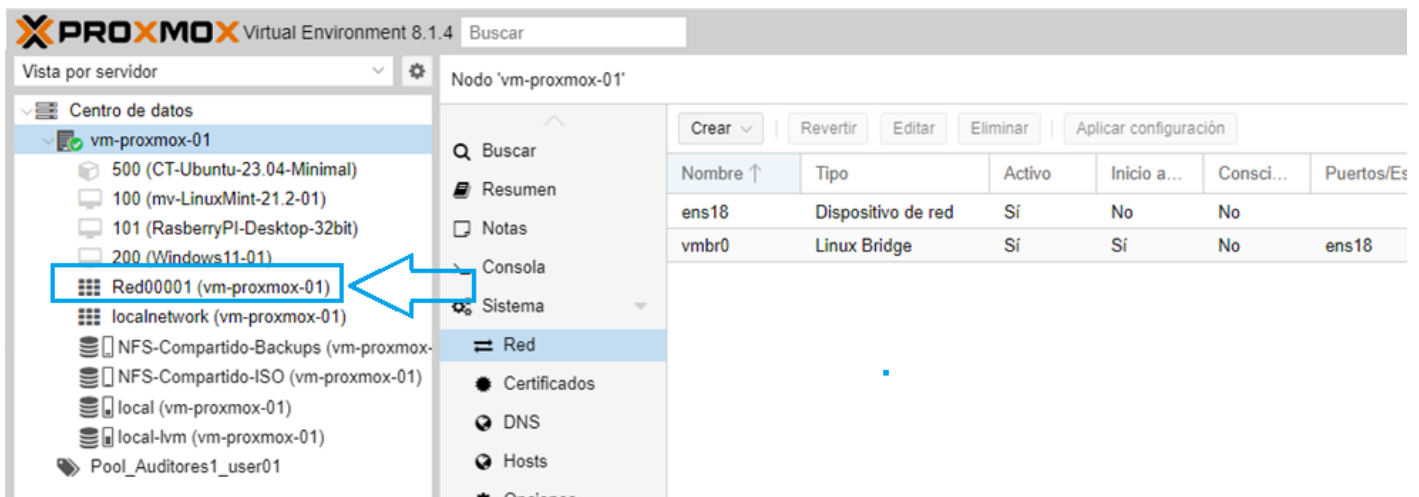 PROXMOX Virtual Environment 8.1.4 Buscar
Vista por servidor
Centro de datos
vm-proxmox-01
500 (CT-Ubuntu-23.04-Minimal)
100 (mv-LinuxMint-21.2-01)
101 (RasberryPI-Desktop-32bit)
200 (Windows11-01)
Red00001 (vm-proxmox-01)
localnetwork (vm-proxmox-01)
NFS-Compartido-Backups (vm-proxmox-
NFS-Compartido-ISO (vm-proxmox-01)
local (vm-proxmox-01)
local-lvm (vm-proxmox-01)
Pool_Auditores1_user01
Nodo 'vm-proxmox-01'
Buscar
Resumen
Notas
Consola
Sistema
Red
Certificados
DNS
Hosts
Opciones
Crear Revertir Editar Eliminar Aplicar configuración
Nombre Tipo Activo Inicio a... Consci... Puertos/Es
ens18 Dispositivo de red Sí No No
vmbr0 Linux Bridge Sí Sí No ens18